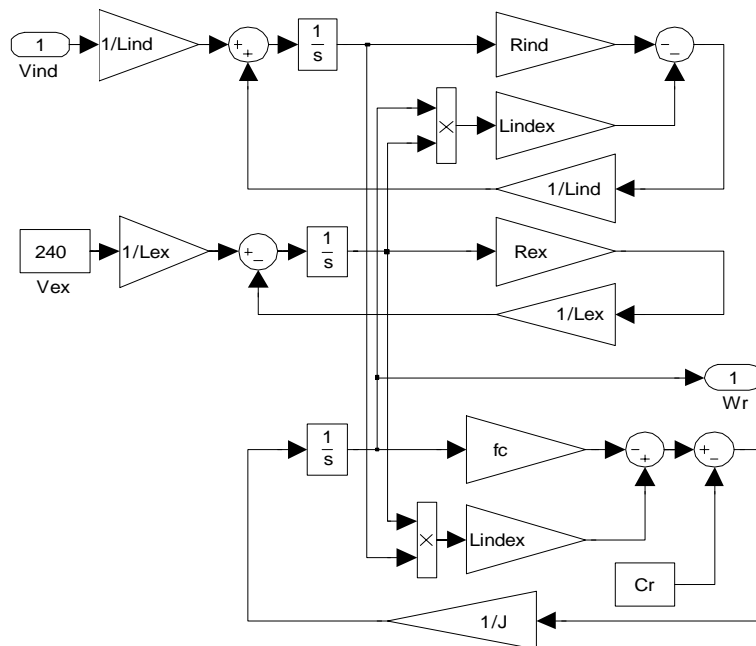 1
Vind
1/Lind
+
+
1
s
Rind
−
−
×
Lindex
1/Lind
240
Vex
1/Lex
+
−
1
s
Rex
1/Lex
1
Wr
1
s
fc
−
+
+
−
×
Lindex
Cr
1/J